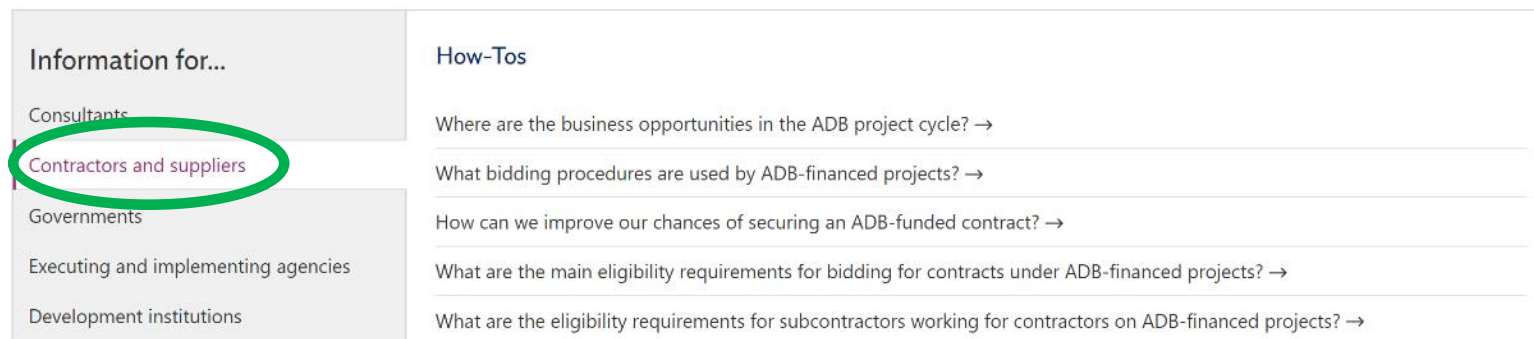 Information for...
Consultants
Contractors and suppliers
Governments
Executing and implementing agencies
Development institutions
How-Tos
Where are the business opportunities in the ADB project cycle? →
What bidding procedures are used by ADB-financed projects? →
How can we improve our chances of securing an ADB-funded contract? →
What are the main eligibility requirements for bidding for contracts under ADB-financed projects? →
What are the eligibility requirements for subcontractors working for contractors on ADB-financed projects? →